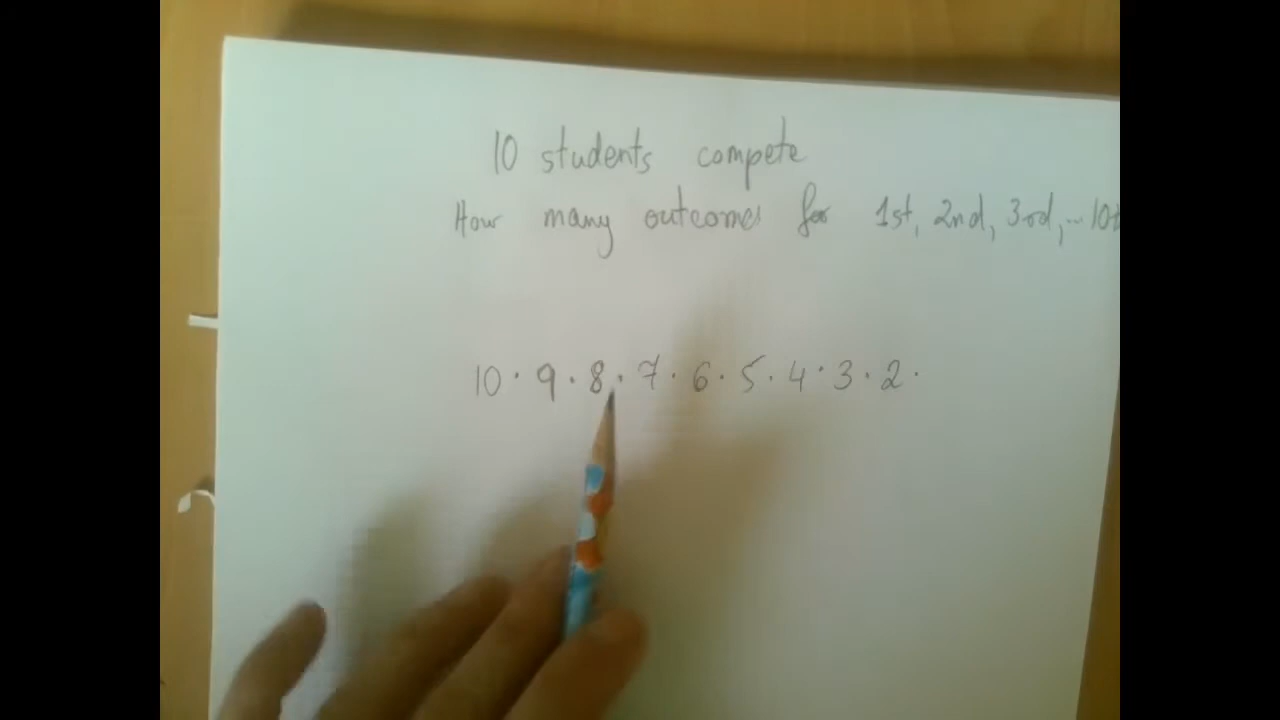 10 students compete
How many outcomes for 1st, 2nd, 3rd, ... 10t
10 · 9 · 8 · 7 · 6 · 5 · 4 · 3 · 2 ·